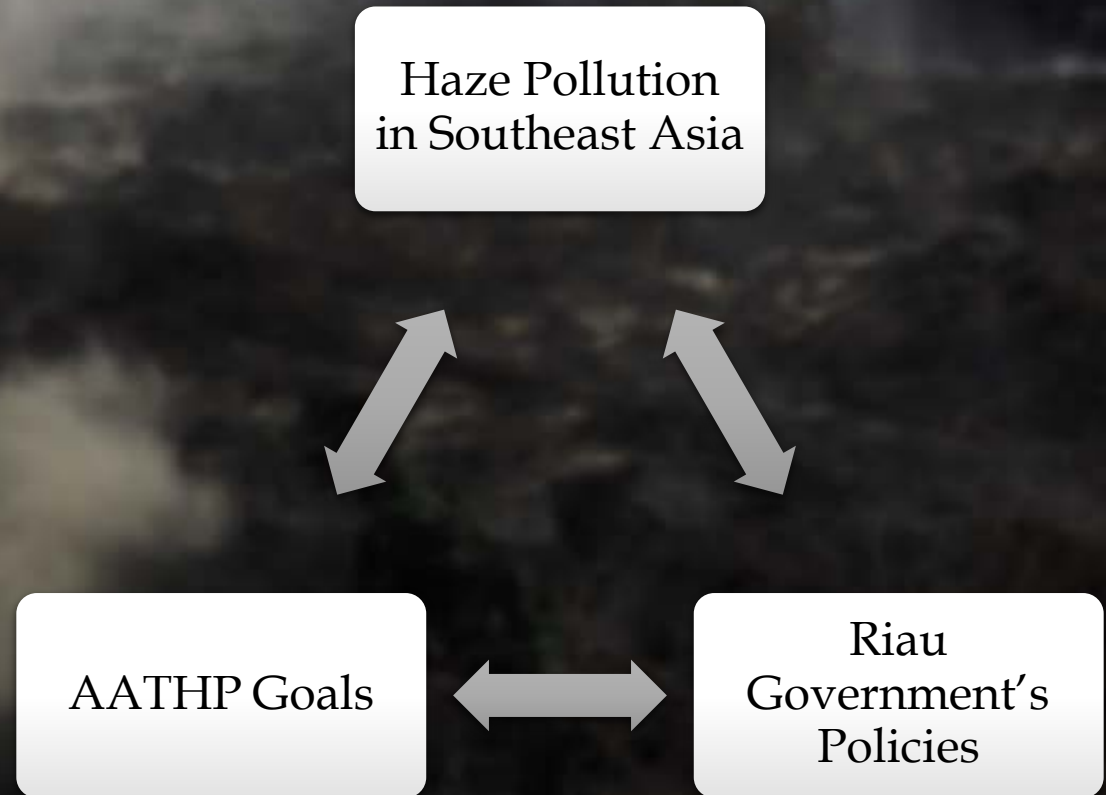 Haze Pollution
in Southeast Asia
AATHP Goals
Riau
Government’s
Policies